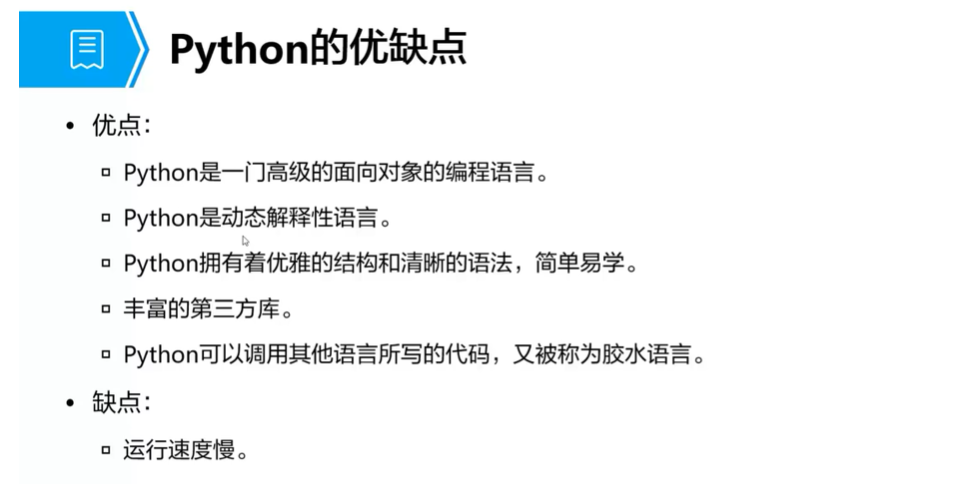 Python的优缺点
• 优点：
▫ Python是一门高级的面向对象的编程语言。
▫ Python是动态解释性语言。
▫ Python拥有着优雅的结构和清晰的语法，简单易学。
▫ 丰富的第三方库。
▫ Python可以调用其他语言所写的代码，又被称为胶水语言。
• 缺点：
▫ 运行速度慢。